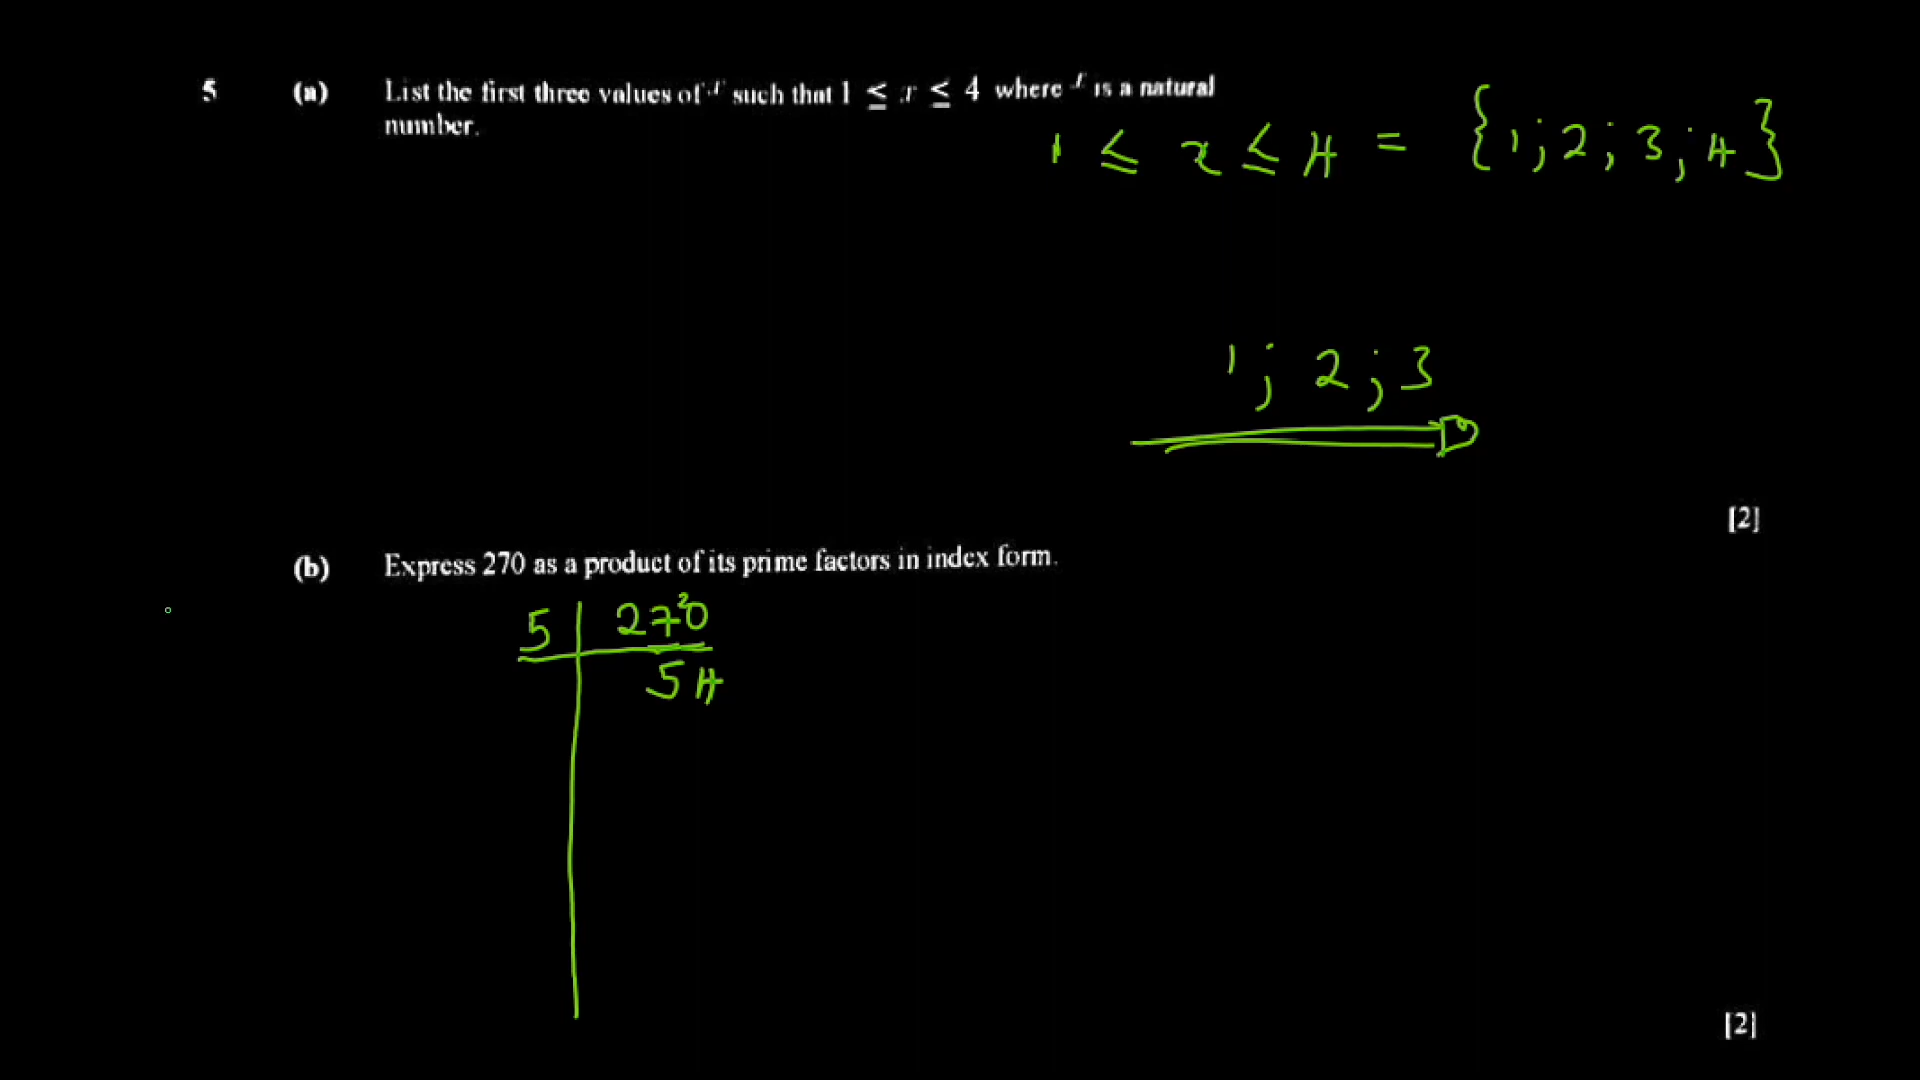 5 (a) List the first three values of x such that 1 ≤ x ≤ 4 where x is a natural
number.
1 ≤ x ≤ 4 = {1; 2; 3; 4}
1; 2; 3
[2]
(b) Express 270 as a product of its prime factors in index form.
5 | 27²0
54
[2]